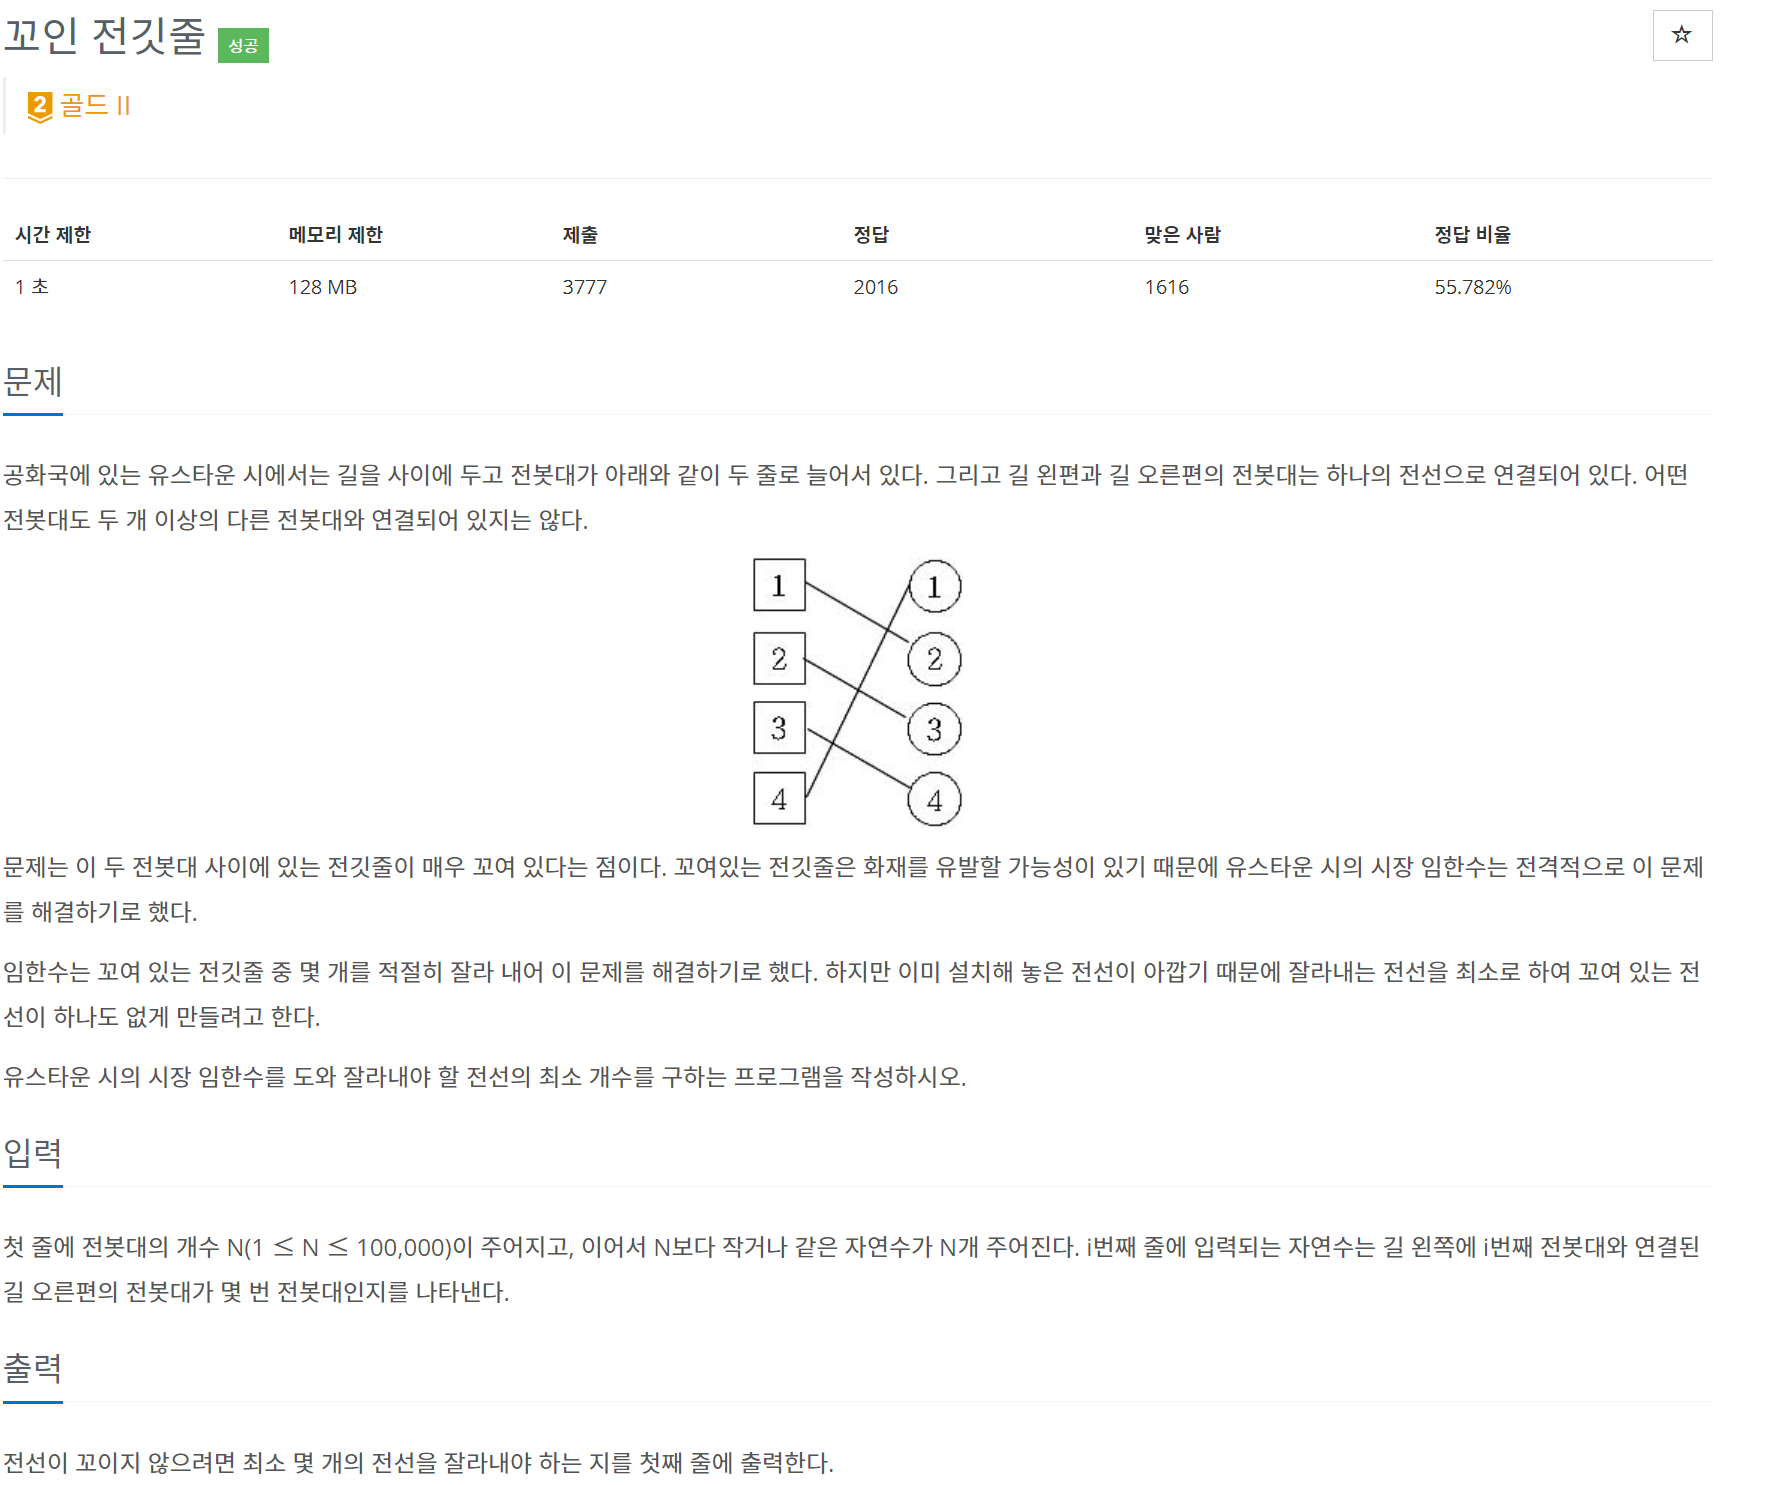 꼬인 전깃줄 성공
☆
2 골드 II
시간 제한 메모리 제한 제출 정답 맞은 사람 정답 비율
1 초 128 MB 3777 2016 1616 55.782%
문제
공화국에 있는 유스타운 시에서는 길을 사이에 두고 전봇대가 아래와 같이 두 줄로 늘어서 있다. 그리고 길 왼편과 길 오른편의 전봇대는 하나의 전선으로 연결되어 있다. 어떤
전봇대도 두 개 이상의 다른 전봇대와 연결되어 있지는 않다.
1 1
2 2
3 3
4 4
문제는 이 두 전봇대 사이에 있는 전깃줄이 매우 꼬여 있다는 점이다. 꼬여있는 전깃줄은 화재를 유발할 가능성이 있기 때문에 유스타운 시의 시장 임한수는 전격적으로 이 문제
를 해결하기로 했다.
임한수는 꼬여 있는 전깃줄 중 몇 개를 적절히 잘라 내어 이 문제를 해결하기로 했다. 하지만 이미 설치해 놓은 전선이 아깝기 때문에 잘라내는 전선을 최소로 하여 꼬여 있는 전
선이 하나도 없게 만들려고 한다.
유스타운 시의 시장 임한수를 도와 잘라내야 할 전선의 최소 개수를 구하는 프로그램을 작성하시오.
입력
첫 줄에 전봇대의 개수 N(1 ≤ N ≤ 100,000)이 주어지고, 이어서 N보다 작거나 같은 자연수가 N개 주어진다. i번째 줄에 입력되는 자연수는 길 왼쪽에 i번째 전봇대와 연결된
길 오른편의 전봇대가 몇 번 전봇대인지를 나타낸다.
출력
전선이 꼬이지 않으려면 최소 몇 개의 전선을 잘라내야 하는 지를 첫째 줄에 출력한다.